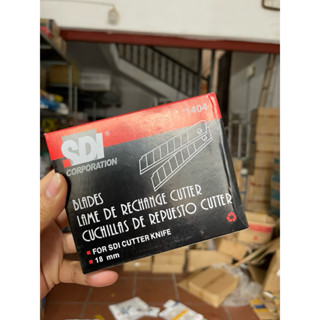 1404
SDI
CORPORATION
BLADES
LAME DE RECHANGE CUTTER
CUCHILLAS DE REPUESTO CUTTER
FOR SDI CUTTER KNIFE
18 mm